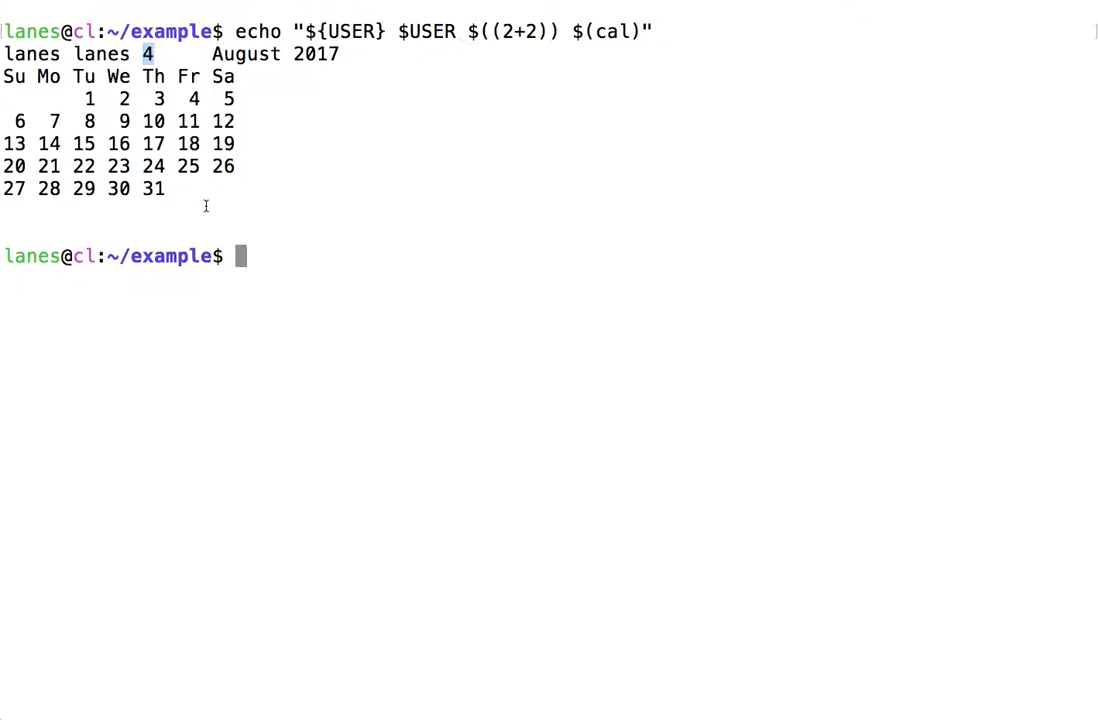 lanes@cl:~/example$ echo "${USER} $USER $((2+2)) $(cal)"
lanes lanes 4     August 2017
Su Mo Tu We Th Fr Sa
       1  2  3  4  5
 6  7  8  9 10 11 12
13 14 15 16 17 18 19
20 21 22 23 24 25 26
27 28 29 30 31
lanes@cl:~/example$